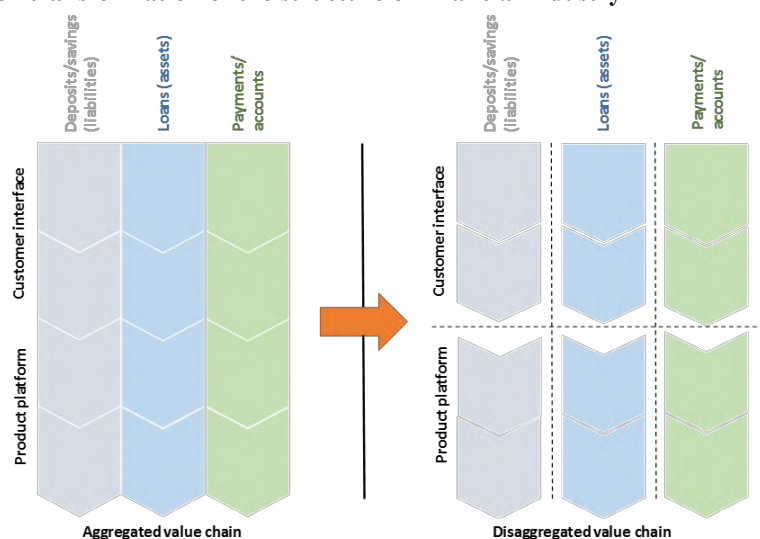 Deposits/savings
(liabilities)
Loans (assets)
Payments/
accounts
Deposits/savings
(liabilities)
Loans (assets)
Payments/
accounts
Customer interface
Product platform
Customer interface
Product platform
Aggregated value chain
Disaggregated value chain